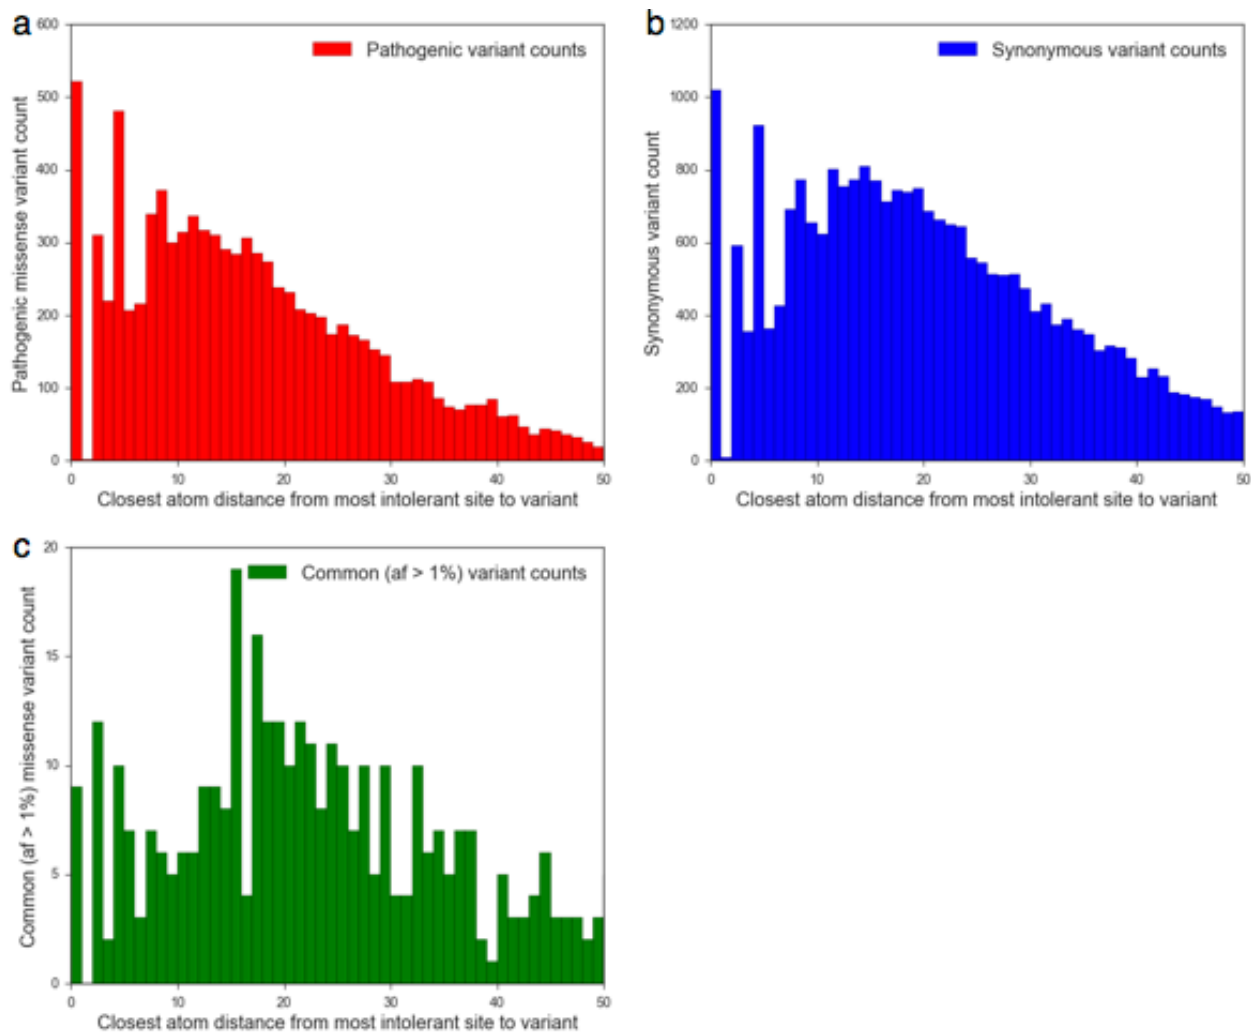 a
600
500
400
300
200
100
0
Pathogenic missense variant count
Pathogenic variant counts
0 10 20 30 40 50
Closest atom distance from most intolerant site to variant
b
1200
1000
800
600
400
200
0
Synonymous variant count
Synonymous variant counts
0 10 20 30 40 50
Closest atom distance from most intolerant site to variant
c
20
15
10
5
0
Common (af > 1%) missense variant count
Common (af > 1%) variant counts
0 10 20 30 40 50
Closest atom distance from most intolerant site to variant